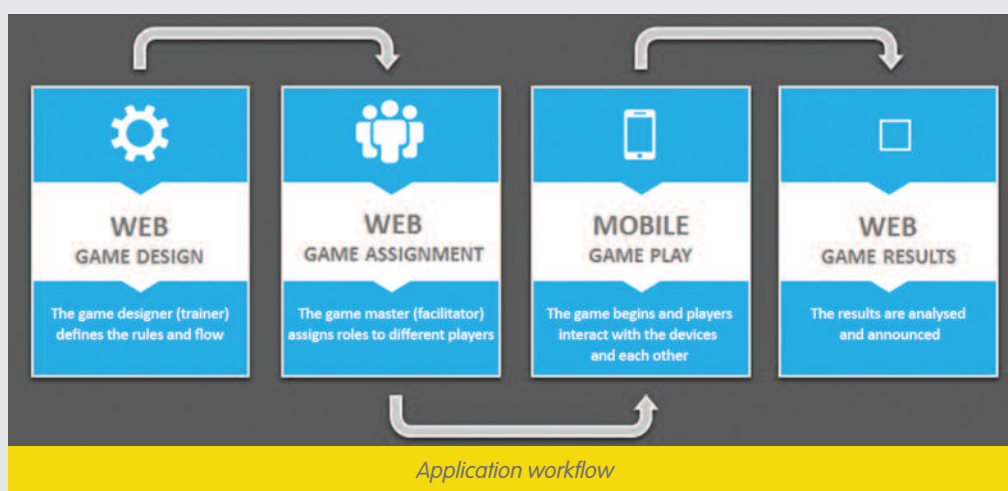 WEB
GAME DESIGN
The game designer (trainer)
defines the rules and flow
WEB
GAME ASSIGNMENT
The game master (facilitator)
assigns roles to different players
MOBILE
GAME PLAY
The game begins and players
interact with the devices
and each other
WEB
GAME RESULTS
The results are analysed
and announced
Application workflow